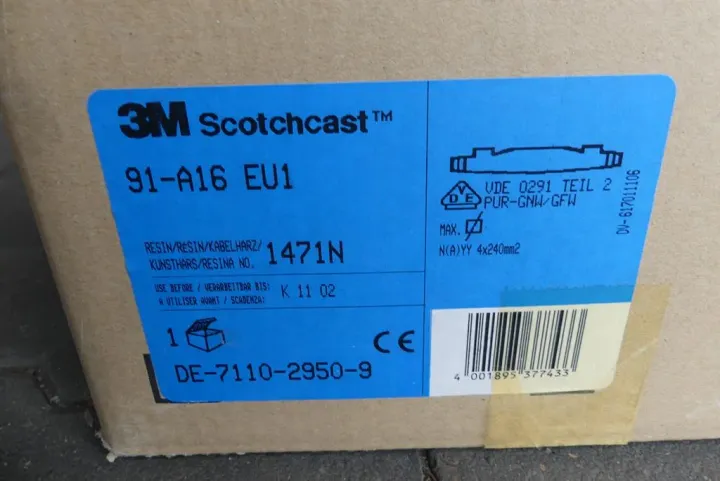 3M Scotchcast™
91-A16 EU1
RESIN/RESIN/KABELHARZ/
KUNSTHARS/RESINA NO. 1471N
USE BEFORE / VERARBEITBAR BIS:
A UTILISER AVANT / SCADENZA: K 11 02
1
CE
DE-7110-2950-9
VDE
VDE 0291 TEIL 2
PUR-GNW/GFW
MAX.
N(A)YY 4x240mm2
DV-617011106
4 001895 377433